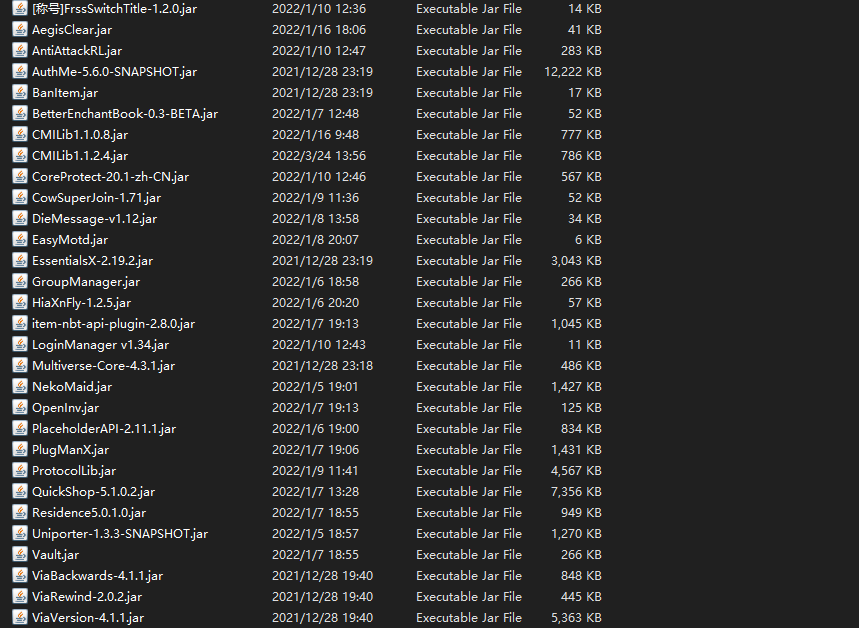 [称号]FrssSwitchTitle-1.2.0.jar 2022/1/10 12:36 Executable Jar File 14 KB
AegisClear.jar 2022/1/16 18:06 Executable Jar File 41 KB
AntiAttackRL.jar 2022/1/10 12:47 Executable Jar File 283 KB
AuthMe-5.6.0-SNAPSHOT.jar 2021/12/28 23:19 Executable Jar File 12,222 KB
BanItem.jar 2021/12/28 23:19 Executable Jar File 17 KB
BetterEnchantBook-0.3-BETA.jar 2022/1/7 12:48 Executable Jar File 52 KB
CMILib1.1.0.8.jar 2022/1/16 9:48 Executable Jar File 777 KB
CMILib1.1.2.4.jar 2022/3/24 13:56 Executable Jar File 786 KB
CoreProtect-20.1-zh-CN.jar 2022/1/10 12:46 Executable Jar File 567 KB
CowSuperJoin-1.71.jar 2022/1/9 11:36 Executable Jar File 52 KB
DieMessage-v1.12.jar 2022/1/8 13:58 Executable Jar File 34 KB
EasyMotd.jar 2022/1/8 20:07 Executable Jar File 6 KB
EssentialsX-2.19.2.jar 2021/12/28 23:19 Executable Jar File 3,043 KB
GroupManager.jar 2022/1/6 18:58 Executable Jar File 266 KB
HiaXnFly-1.2.5.jar 2022/1/6 20:20 Executable Jar File 57 KB
item-nbt-api-plugin-2.8.0.jar 2022/1/7 19:13 Executable Jar File 1,045 KB
LoginManager v1.34.jar 2022/1/10 12:43 Executable Jar File 11 KB
Multiverse-Core-4.3.1.jar 2021/12/28 23:18 Executable Jar File 486 KB
NekoMaid.jar 2022/1/5 19:01 Executable Jar File 1,427 KB
OpenInv.jar 2022/1/7 19:13 Executable Jar File 125 KB
PlaceholderAPI-2.11.1.jar 2022/1/6 19:00 Executable Jar File 834 KB
PlugManX.jar 2022/1/7 19:06 Executable Jar File 1,431 KB
ProtocolLib.jar 2022/1/9 11:41 Executable Jar File 4,567 KB
QuickShop-5.1.0.2.jar 2022/1/7 13:28 Executable Jar File 7,356 KB
Residence5.0.1.0.jar 2022/1/7 18:55 Executable Jar File 949 KB
Uniporter-1.3.3-SNAPSHOT.jar 2022/1/5 18:57 Executable Jar File 1,270 KB
Vault.jar 2022/1/7 18:55 Executable Jar File 266 KB
ViaBackwards-4.1.1.jar 2021/12/28 19:40 Executable Jar File 848 KB
ViaRewind-2.0.2.jar 2021/12/28 19:40 Executable Jar File 445 KB
ViaVersion-4.1.1.jar 2021/12/28 19:40 Executable Jar File 5,363 KB